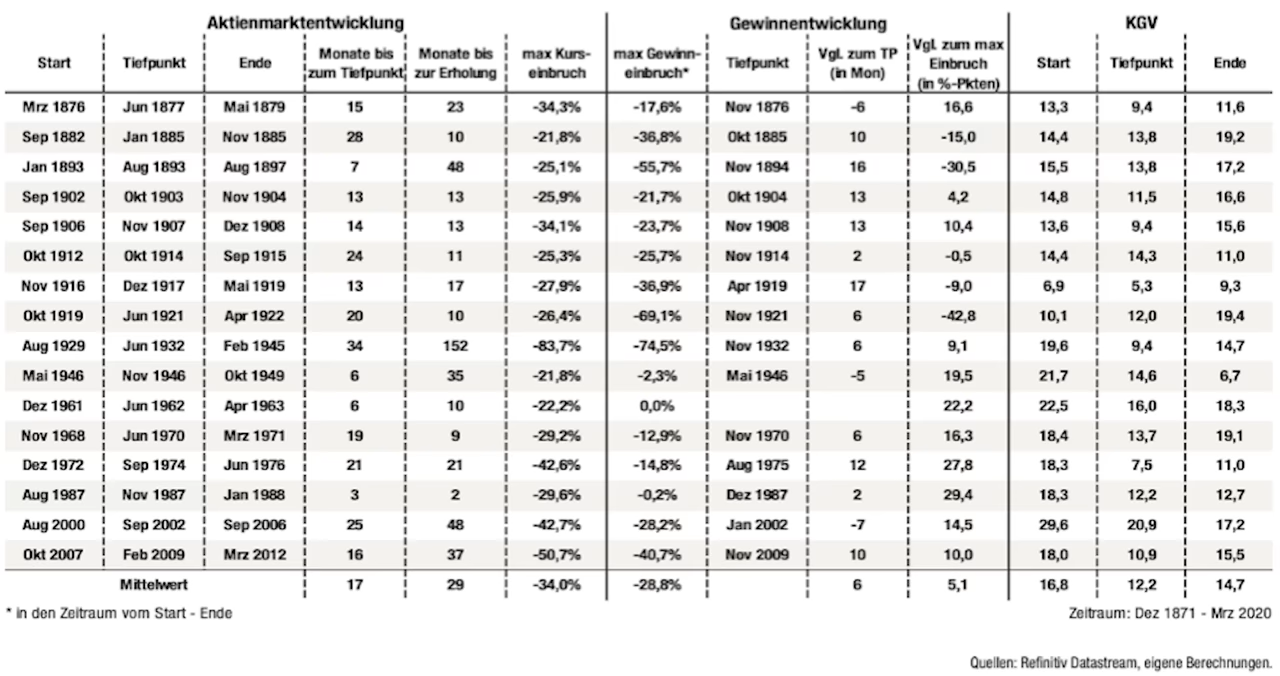 Aktienmarktentwicklung Gewinnentwicklung KGV
Start Tiefpunkt Ende Monate bis zum Tiefpunkt Monate bis zur Erholung max Kurs-einbruch max Gewinn-einbruch* Tiefpunkt Vgl. zum TP (in Mon) Vgl. zum max Einbruch (in %-Pkten) Start Tiefpunkt Ende
Mrz 1876 Jun 1877 Mai 1879 15 23 -34,3% -17,6% Nov 1876 -6 16,6 13,3 9,4 11,6
Sep 1882 Jan 1885 Nov 1885 28 10 -21,8% -36,8% Okt 1885 10 -15,0 14,4 13,8 19,2
Jan 1893 Aug 1893 Aug 1897 7 48 -25,1% -55,7% Nov 1894 16 -30,5 15,5 13,8 17,2
Sep 1902 Okt 1903 Nov 1904 13 13 -25,9% -21,7% Okt 1904 13 4,2 14,8 11,5 16,6
Sep 1906 Nov 1907 Dez 1908 14 13 -34,1% -23,7% Nov 1908 13 10,4 13,6 9,4 15,6
Okt 1912 Okt 1914 Sep 1915 24 11 -25,3% -25,7% Nov 1914 2 -0,5 14,4 14,3 11,0
Nov 1916 Dez 1917 Mai 1919 13 17 -27,9% -36,9% Apr 1919 17 -9,0 6,9 5,3 9,3
Okt 1919 Jun 1921 Apr 1922 20 10 -26,4% -69,1% Nov 1921 6 -42,8 10,1 12,0 19,4
Aug 1929 Jun 1932 Feb 1945 34 152 -83,7% -74,5% Nov 1932 6 9,1 19,6 9,4 14,7
Mai 1946 Nov 1946 Okt 1949 6 35 -21,8% -2,3% Mai 1946 -5 19,5 21,7 14,6 6,7
Dez 1961 Jun 1962 Apr 1963 6 10 -22,2% 0,0% 22,2 22,5 16,0 18,3
Nov 1968 Jun 1970 Mrz 1971 19 9 -29,2% -12,9% Nov 1970 6 16,3 18,4 13,7 19,1
Dez 1972 Sep 1974 Jun 1976 21 21 -42,6% -14,8% Aug 1975 12 27,8 18,3 7,5 11,0
Aug 1987 Nov 1987 Jan 1988 3 2 -29,6% -0,2% Dez 1987 2 29,4 18,3 12,2 12,7
Aug 2000 Sep 2002 Sep 2006 25 48 -42,7% -28,2% Jan 2002 -7 14,5 29,6 20,9 17,2
Okt 2007 Feb 2009 Mrz 2012 16 37 -50,7% -40,7% Nov 2009 10 10,0 18,0 10,9 15,5
Mittelwert 17 29 -34,0% -28,8% 6 5,1 16,8 12,2 14,7
* in den Zeitraum vom Start - Ende Zeitraum: Dez 1871 - Mrz 2020
Quellen: Refinitiv Datastream, eigene Berechnungen.